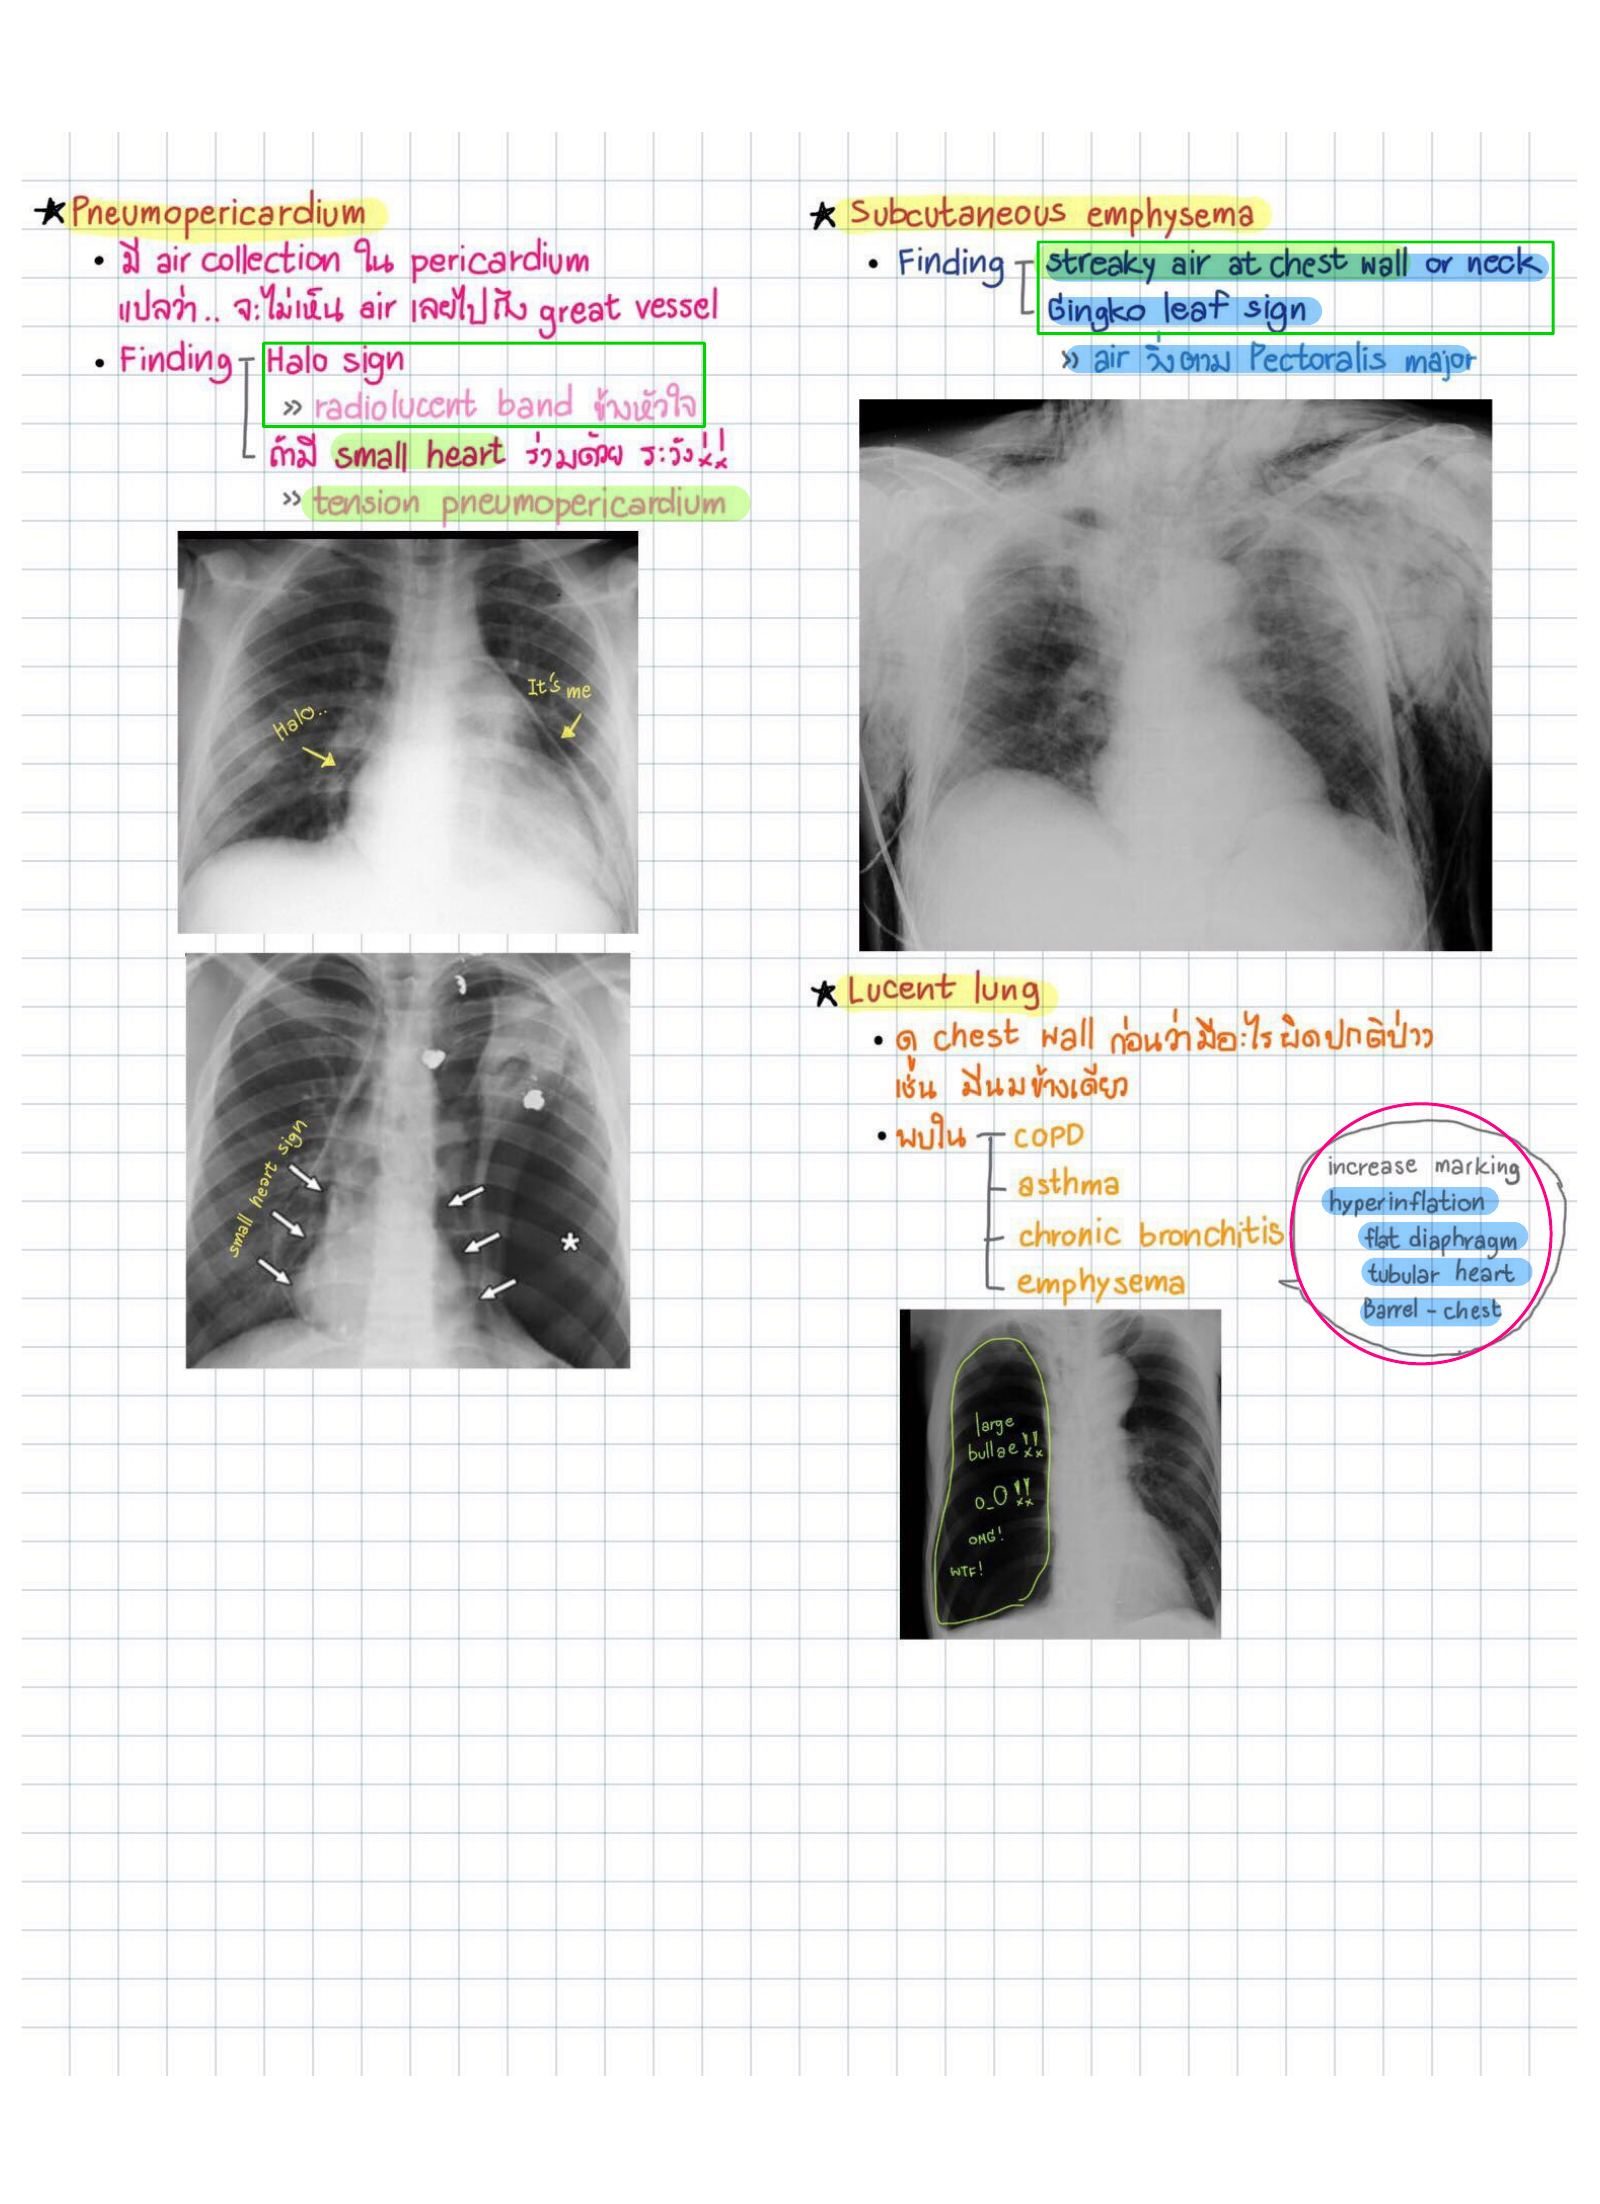 ★ Pneumopericardium
• มี air collection ใน pericardium
แปลว่า.. จะไม่เห็น air เลยไปถึง great vessel
• Finding Halo sign
» radiolucent band ข้างหัวใจ
ถ้ามี small heart ร่วมด้วย ระวัง!!
» tension pneumopericardium
Halo..
It's me
small heart sign
*
★ Subcutaneous emphysema
• Finding streaky air at chest wall or neck
Gingko leaf sign
» air วิ่งตาม Pectoralis major
★ Lucent lung
• ดู chest wall ก่อนว่ามีอะไรผิดปกติป่าว
เช่น มีนมข้างเดียว
• พบใน COPD
asthma
chronic bronchitis
emphysema
increase marking
hyperinflation
flat diaphragm
tubular heart
Barrel - chest
large
bullae!!
o_O!!
OMG!
WTF!